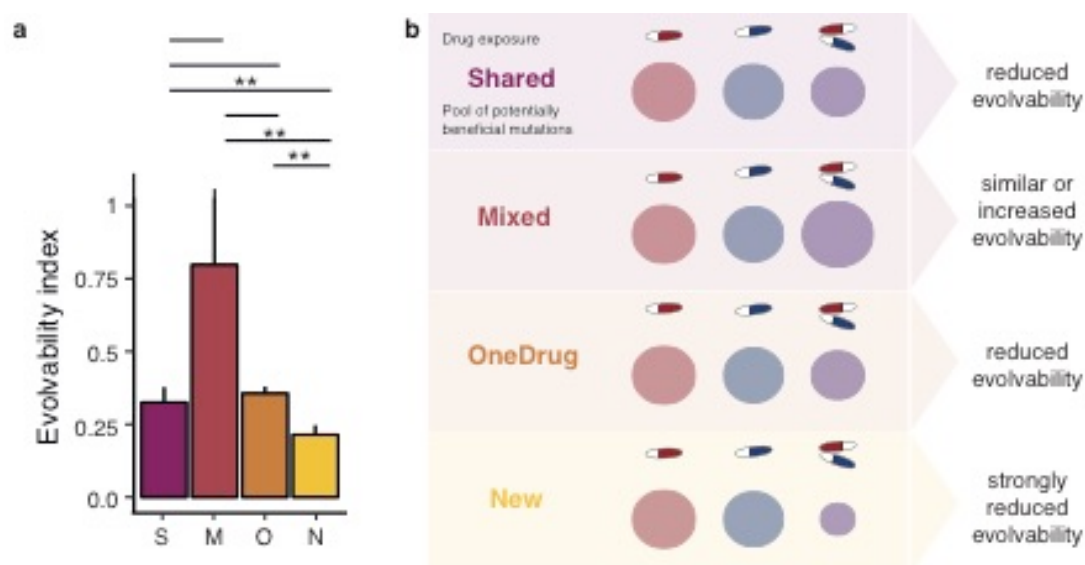 a
**
**
**
Evolvability index
1
0.75
0.5
0.25
0.0
S M O N
b
Drug exposure
Shared
Pool of potentially
beneficial mutations
reduced
evolvability
Mixed
similar or
increased
evolvability
OneDrug
reduced
evolvability
New
strongly
reduced
evolvability